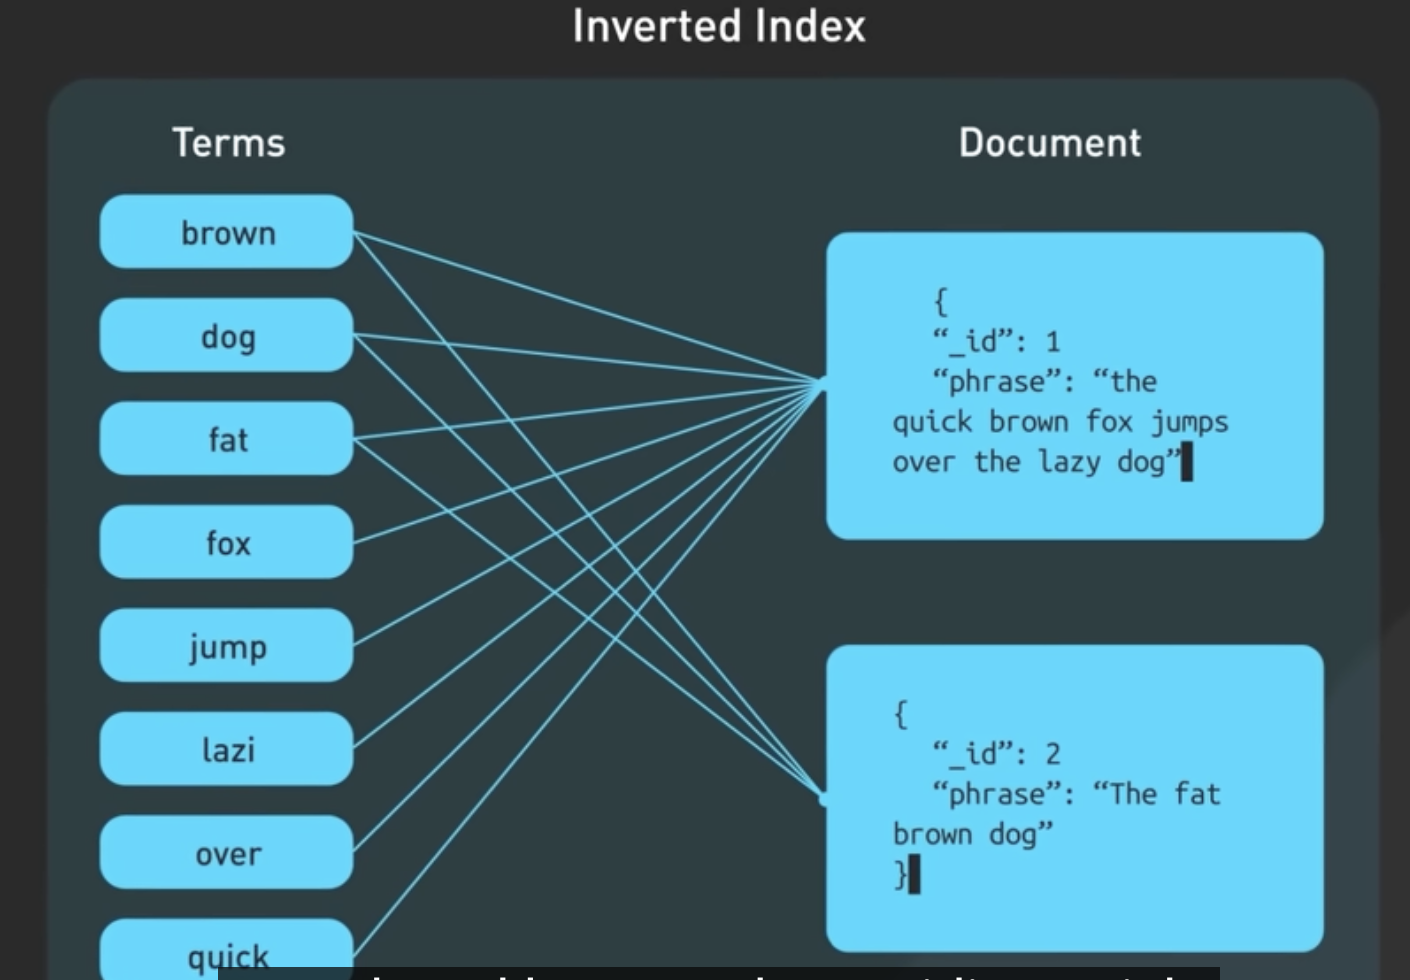 Inverted Index
Terms
brown
dog
fat
fox
jump
lazi
over
quick
Document
{
“_id”: 1
“phrase”: “the
quick brown fox jumps
over the lazy dog”
{
“_id”: 2
“phrase”: “The fat
brown dog”
}